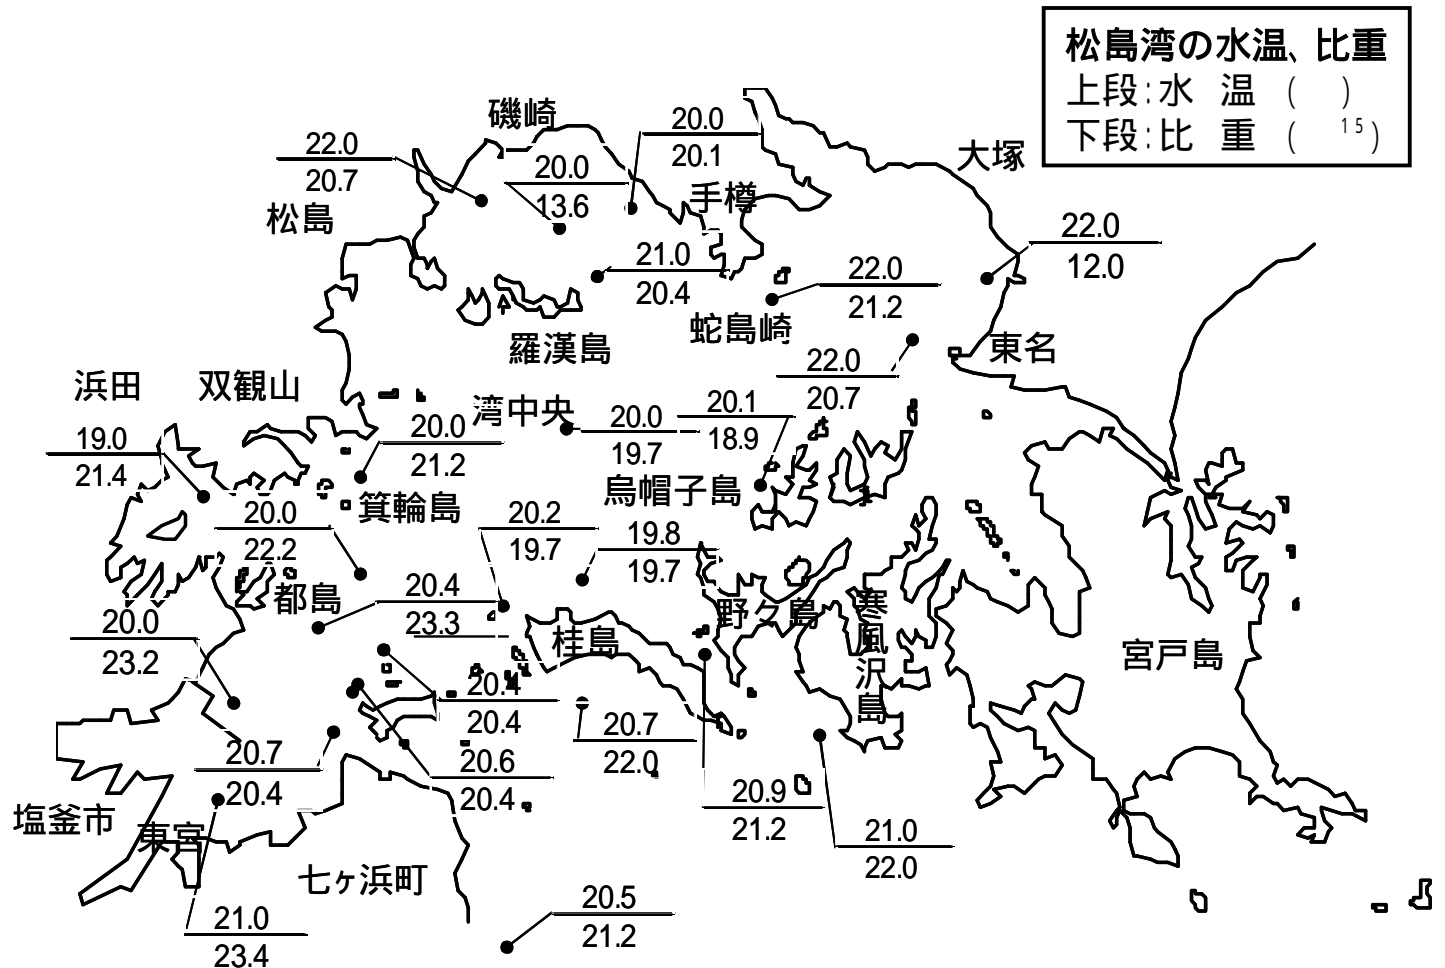 松島湾の水温、比重
上段:水 温 ( )
下段:比 重 ( 15)
磯崎
20.0
20.1
22.0
20.7
20.0
13.6
大塚
手樽
松島
22.0
12.0
21.0
20.4
22.0
21.2
羅漢島
蛇島崎
東名
22.0
20.7
浜田
双観山
湾中央
20.0
19.7
20.1
18.9
19.0
21.4
20.0
21.2
箕輪島
烏帽子島
20.0
22.2
20.2
19.7
19.8
19.7
都島
20.4
23.3
野々島
寒風沢島
20.0
23.2
桂島
宮戸島
20.4
20.4
20.7
22.0
20.7
20.4
20.6
20.4
20.9
21.2
塩釜市
東宮
21.0
22.0
七ヶ浜町
21.0
23.4
20.5
21.2